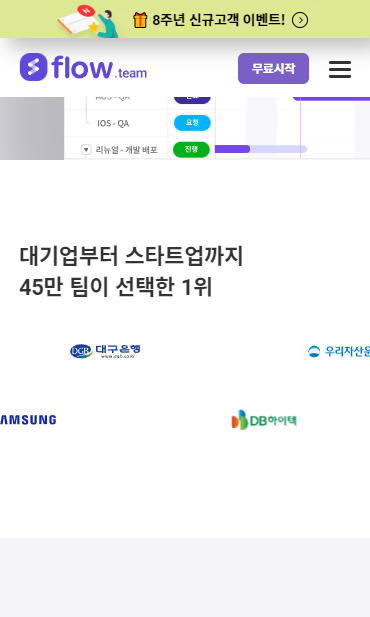 8주년 신규고객 이벤트!
flow.team
무료시작
IOS - QA
요청
리뉴얼 - 개발 배포
진행
대기업부터 스타트업까지
45만 팀이 선택한 1위
DGB 대구은행
www.dgb.co.kr
우리자산운
AMSUNG
DB하이텍